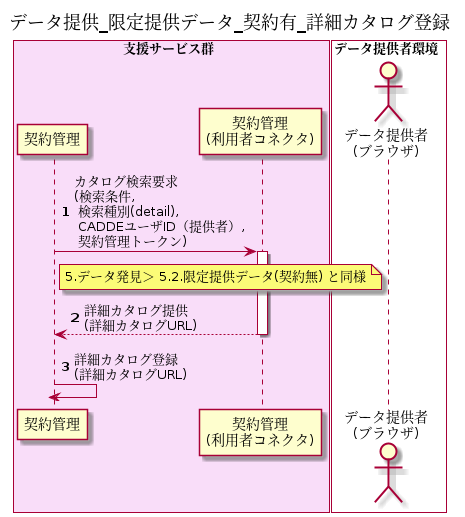 データ提供_限定提供データ_契約有_詳細カタログ登録
支援サービス群
データ提供者環境
契約管理
契約管理
(利用者コネクタ)
データ提供者
(ブラウザ)
1 カタログ検索要求
(検索条件,
検索種別(detail),
CADDEユーザID（提供者）,
契約管理トークン)
5.データ発見＞ 5.2.限定提供データ(契約無) と同様
2 詳細カタログ提供
(詳細カタログURL)
3 詳細カタログ登録
(詳細カタログURL)
契約管理
契約管理
(利用者コネクタ)
データ提供者
(ブラウザ)